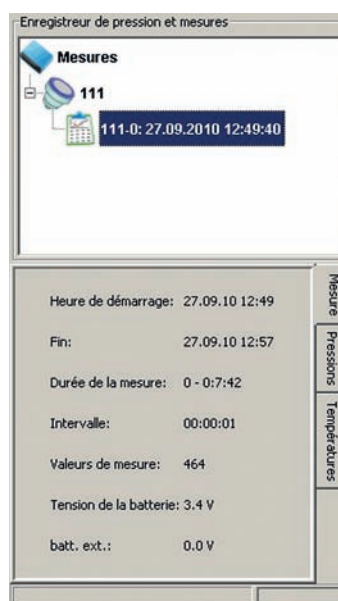 Enregistreur de pression et mesures
Mesures
111
111-0: 27.09.2010 12:49:40
Heure de démarrage: 27.09.10 12:49
Fin: 27.09.10 12:57
Durée de la mesure: 0 - 0:7:42
Intervalle: 00:00:01
Valeurs de mesure: 464
Tension de la batterie: 3.4 V
batt. ext.: 0.0 V
Mesure
Pressions
Températures